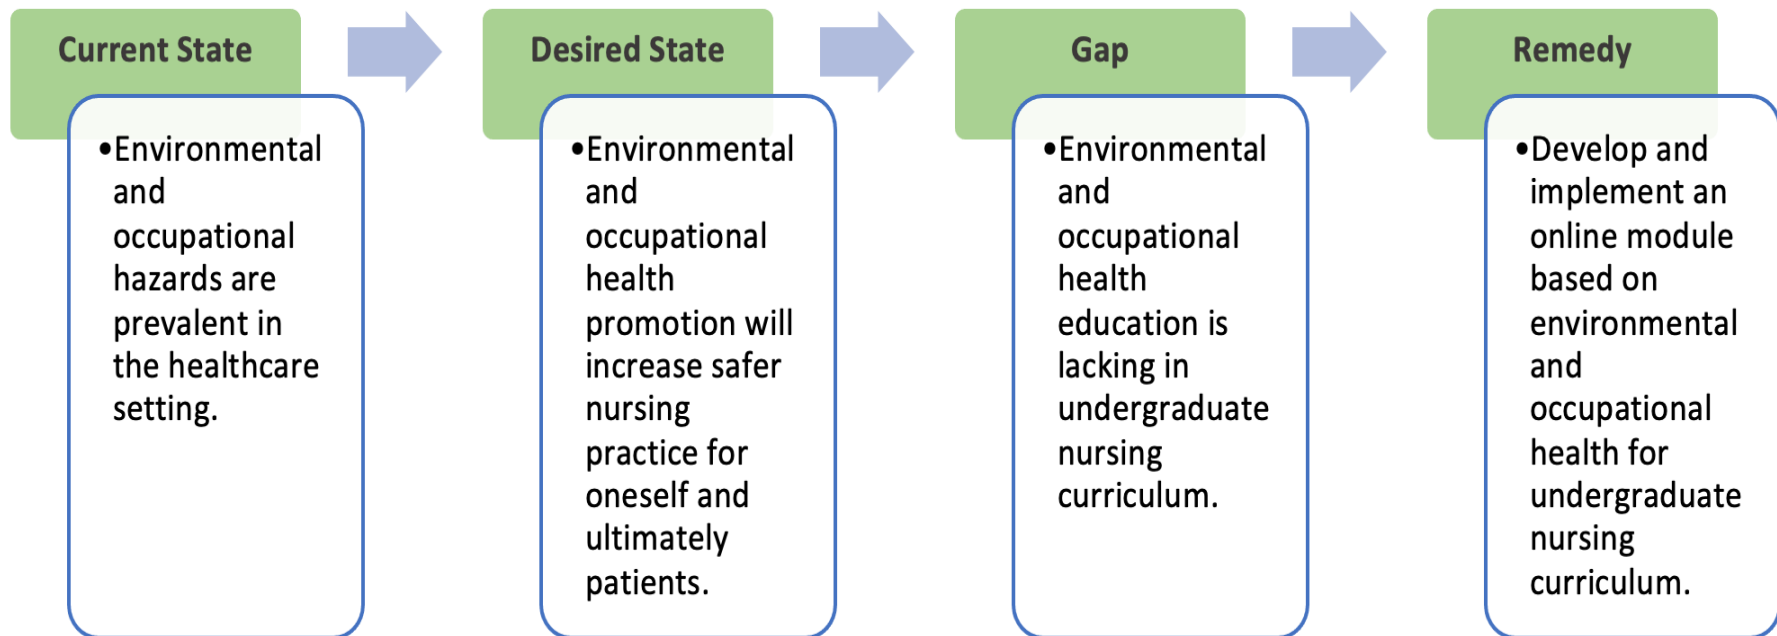 Current State
•Environmental
and
occupational
hazards are
prevalent in
the healthcare
setting.
Desired State
•Environmental
and
occupational
health
promotion will
increase safer
nursing
practice for
oneself and
ultimately
patients.
Gap
•Environmental
and
occupational
health
education is
lacking in
undergraduate
nursing
curriculum.
Remedy
•Develop and
implement an
online module
based on
environmental
and
occupational
health for
undergraduate
nursing
curriculum.